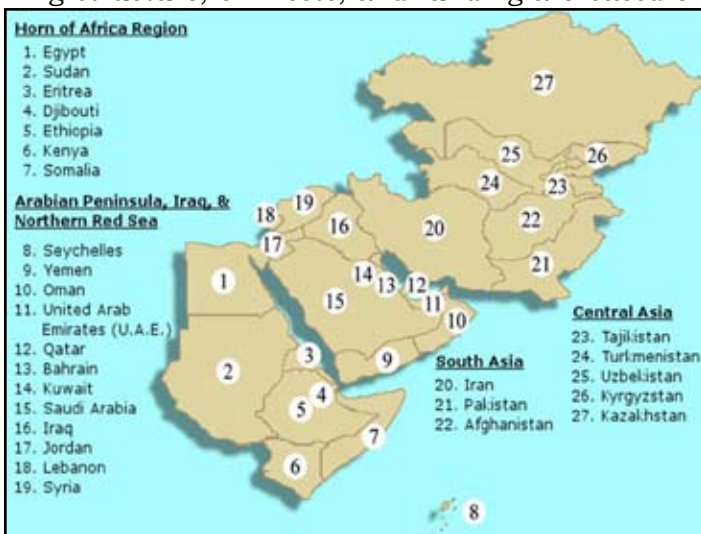 Horn of Africa Region
1. Egypt
2. Sudan
3. Eritrea
4. Djibouti
5. Ethiopia
6. Kenya
7. Somalia
Arabian Peninsula, Iraq, &
Northern Red Sea
8. Seychelles
9. Yemen
10. Oman
11. United Arab
Emirates (U.A.E.)
12. Qatar
13. Bahrain
14. Kuwait
15. Saudi Arabia
16. Iraq
17. Jordan
18. Lebanon
19. Syria
South Asia
20. Iran
21. Pakistan
22. Afghanistan
Central Asia
23. Tajikistan
24. Turkmenistan
25. Uzbekistan
26. Kyrgyzstan
27. Kazakhstan
27
25
26
24
23
19
18
16
22
20
17
21
14
12
1
13
15
11
10
3
9
2
4
5
7
6
8